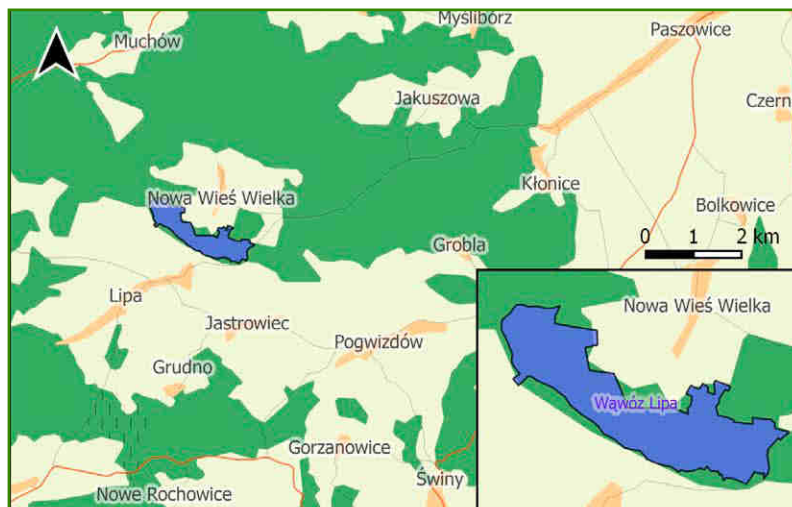 Myślibórz
Muchów
Paszowice
Jakuszowa
Czern
Kłonice
Nowa Wieś Wielka
Bolkowice
Grobla
0 1 2 km
Lipa
Jastrowiec
Pogwizdów
Grudno
Gorzanowice
Świny
Nowe Rochowice
Nowa Wieś Wielka
Wąwóz Lipa